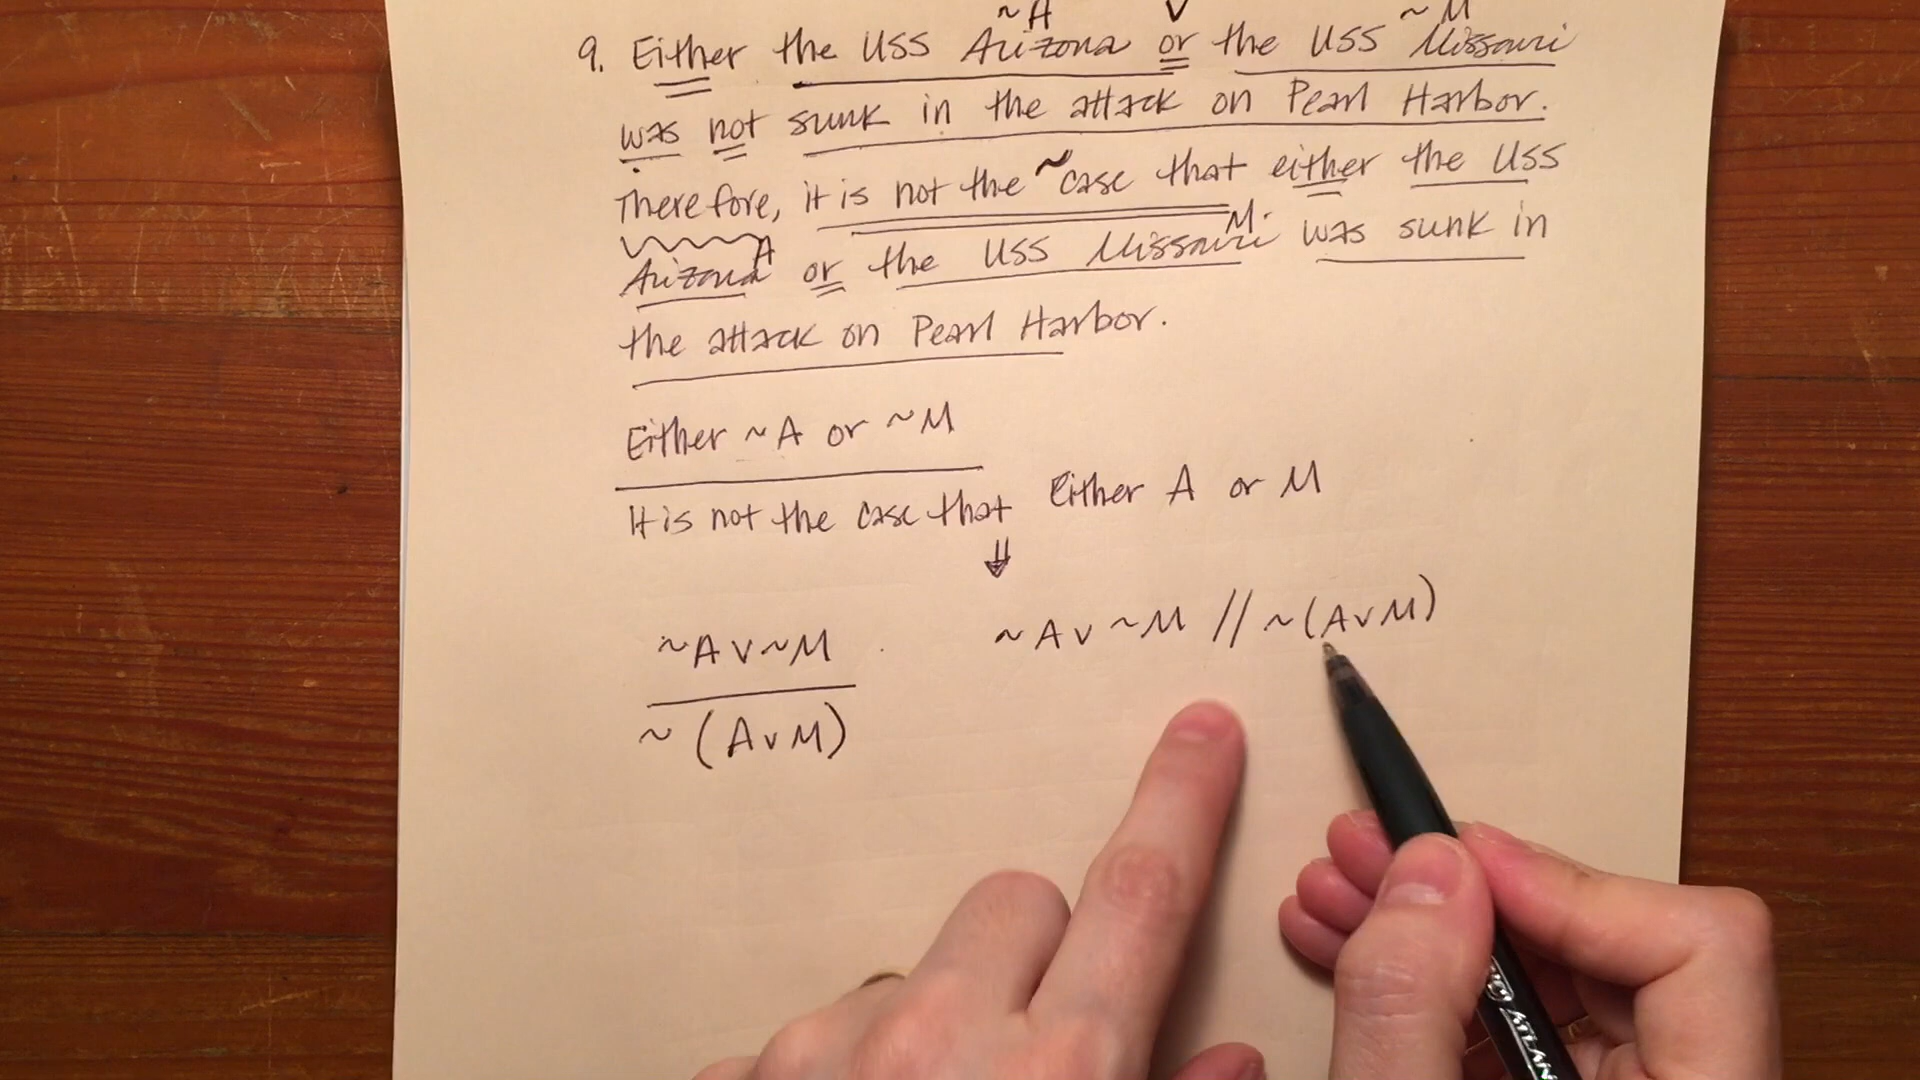 ~A v ~M
9. Either the USS Arizona or the USS Missouri
was not sunk in the attack on Pearl Harbor.
~
Therefore, it is not the case that either the USS
A M
Arizona or the USS Missouri was sunk in
the attack on Pearl Harbor.
Either ~A or ~M
It is not the case that Either A or M
⇓
~A v ~M ~A v ~M // ~(A v M)
~(A v M)
ATLAN